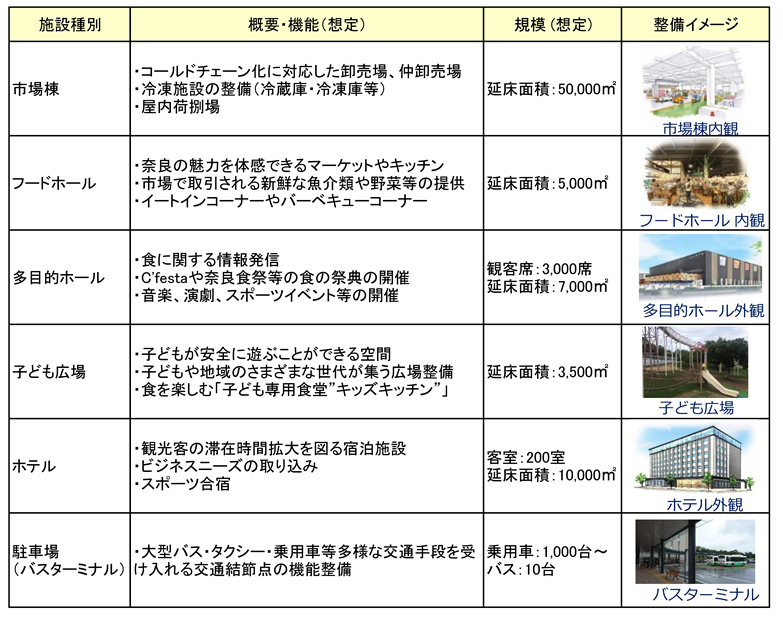 施設種別 概要・機能(想定) 規模(想定) 整備イメージ
市場棟
・コールドチェーン化に対応した卸売場、仲卸売場
・冷凍施設の整備(冷蔵庫・冷凍庫等)
・屋内荷捌場
延床面積:50,000㎡
市場棟内観
フードホール
・奈良の魅力を体感できるマーケットやキッチン
・市場で取引される新鮮な魚介類や野菜等の提供
・イートインコーナーやバーベキューコーナー
延床面積:5,000㎡
フードホール 内観
多目的ホール
・食に関する情報発信
・C'festaや奈良食祭等の食の祭典の開催
・音楽、演劇、スポーツイベント等の開催
観客席:3,000席
延床面積:7,000㎡
多目的ホール外観
子ども広場
・子どもが安全に遊ぶことができる空間
・子どもや地域のさまざまな世代が集う広場整備
・食を楽しむ「子ども専用食堂”キッズキッチン”」
延床面積:3,500㎡
子ども広場
ホテル
・観光客の滞在時間拡大を図る宿泊施設
・ビジネスニーズの取り込み
・スポーツ合宿
客室:200室
延床面積:10,000㎡
ホテル外観
駐車場
(バスターミナル)
・大型バス・タクシー・乗用車等多様な交通手段を受
け入れる交通結節点の機能整備
乗用車:1,000台~
バス:10台
バスターミナル